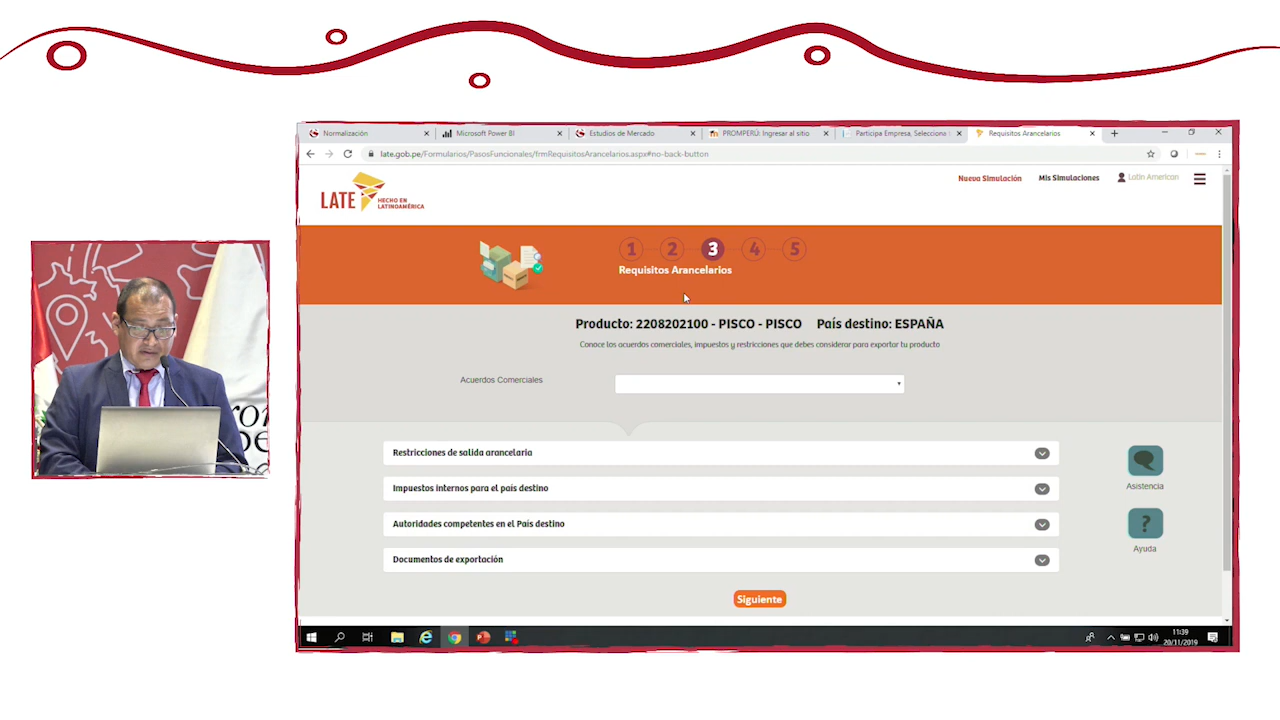 Normalización
Microsoft Power BI
Estudios de Mercado
PROMPERÚ: Ingresar al sitio
Participa Empresa, Selecciona
Requisitos Arancelarios
late.gob.pe/Formularios/PasosFuncionales/frmRequisitosArancelarios.aspx#no-back-button
LATE HECHO EN LATINOAMÉRICA
Nueva Simulación
Mis Simulaciones
Latin American
1 2 3 4 5
Requisitos Arancelarios
Producto: 2208202100 - PISCO - PISCO País destino: ESPAÑA
Conoce los acuerdos comerciales, impuestos y restricciones que debes considerar para exportar tu producto
Acuerdos Comerciales
Restricciones de salida arancelaria
Impuestos internos para el país destino
Autoridades competentes en el País destino
Documentos de exportación
Asistencia
?
Ayuda
Siguiente
11:39
20/11/2019